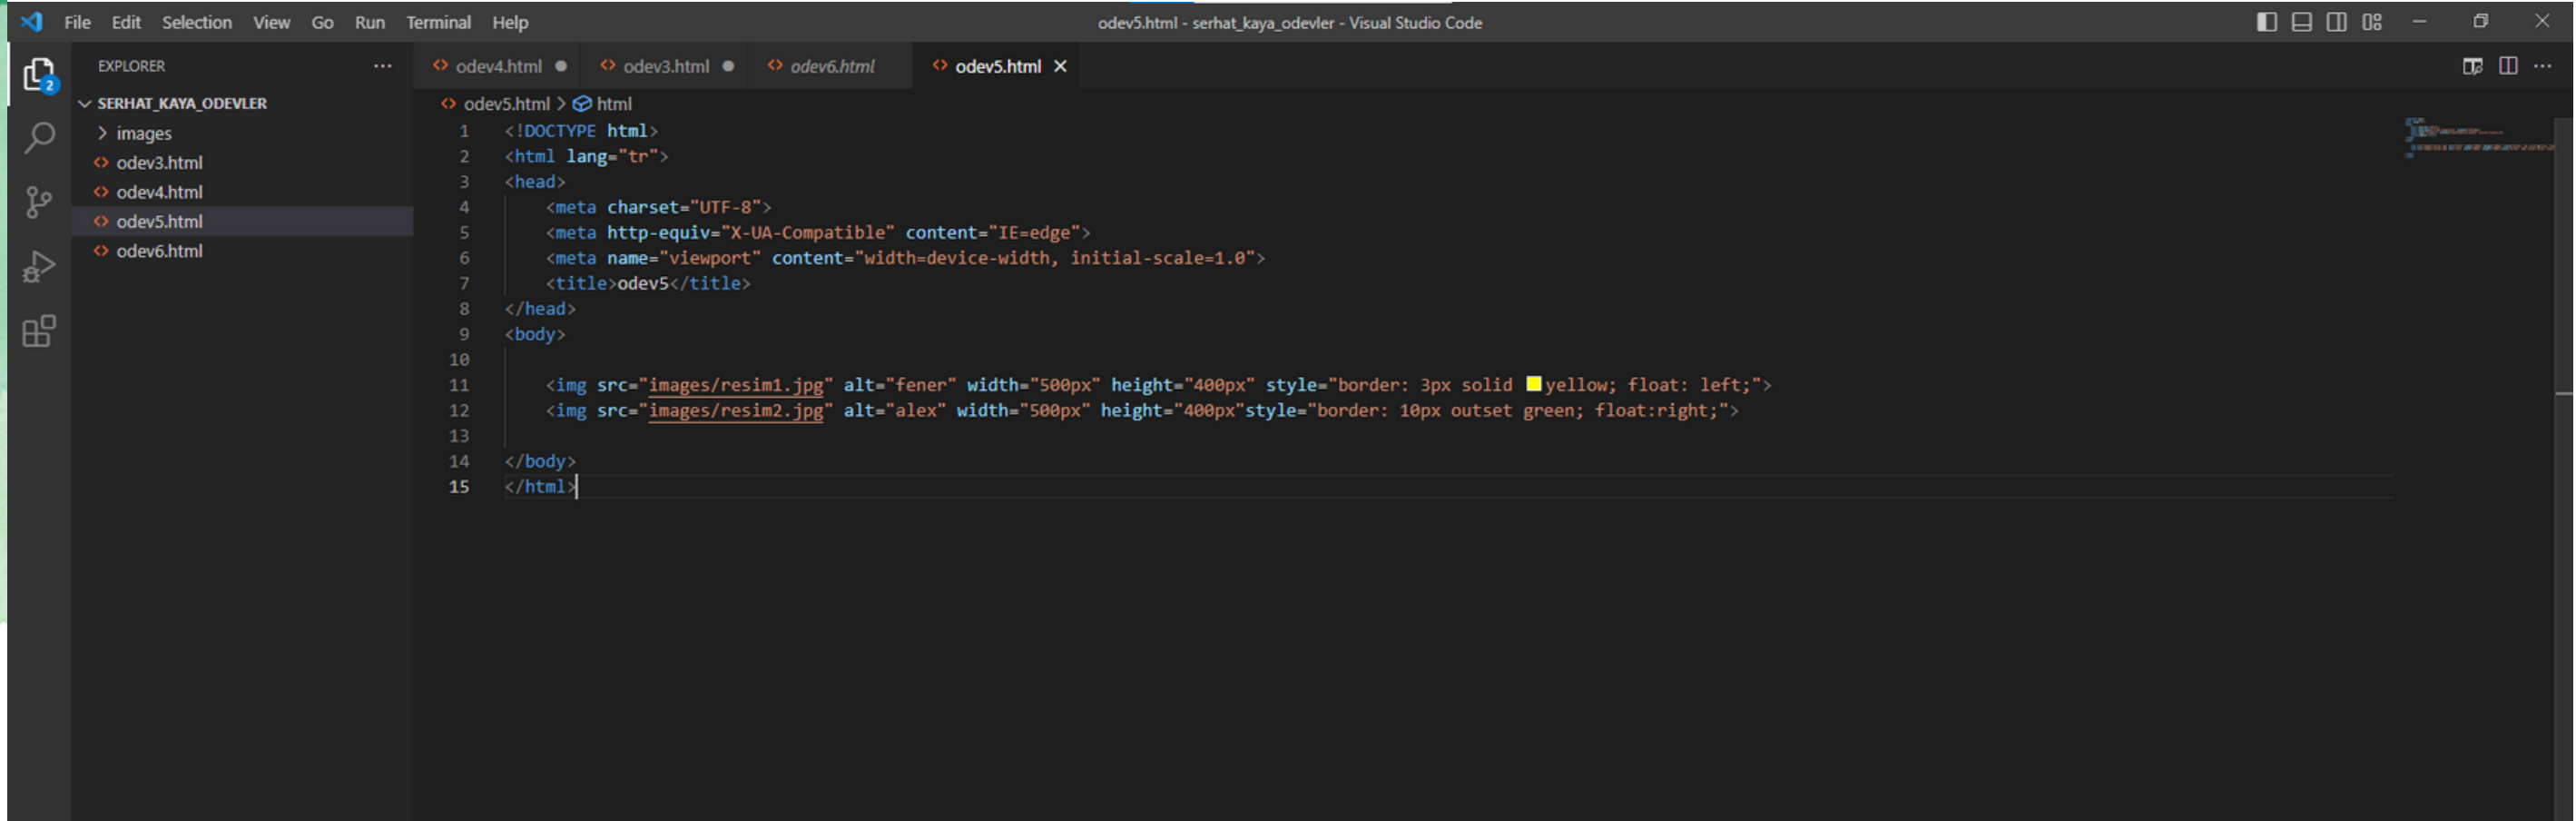 File Edit Selection View Go Run Terminal Help
odev5.html - serhat_kaya_odevler - Visual Studio Code
2
EXPLORER
SERHAT_KAYA_ODEVLER
images
odev3.html
odev4.html
odev5.html
odev6.html
odev4.html odev3.html odev6.html odev5.html
odev5.html > html
1 <!DOCTYPE html>
2 <html lang="tr">
3 <head>
4 <meta charset="UTF-8">
5 <meta http-equiv="X-UA-Compatible" content="IE=edge">
6 <meta name="viewport" content="width=device-width, initial-scale=1.0">
7 <title>odev5</title>
8 </head>
9 <body>
10
11 <img src="images/resim1.jpg" alt="fener" width="500px" height="400px" style="border: 3px solid yellow; float: left;">
12 <img src="images/resim2.jpg" alt="alex" width="500px" height="400px"style="border: 10px outset green; float:right;">
13
14 </body>
15 </html>